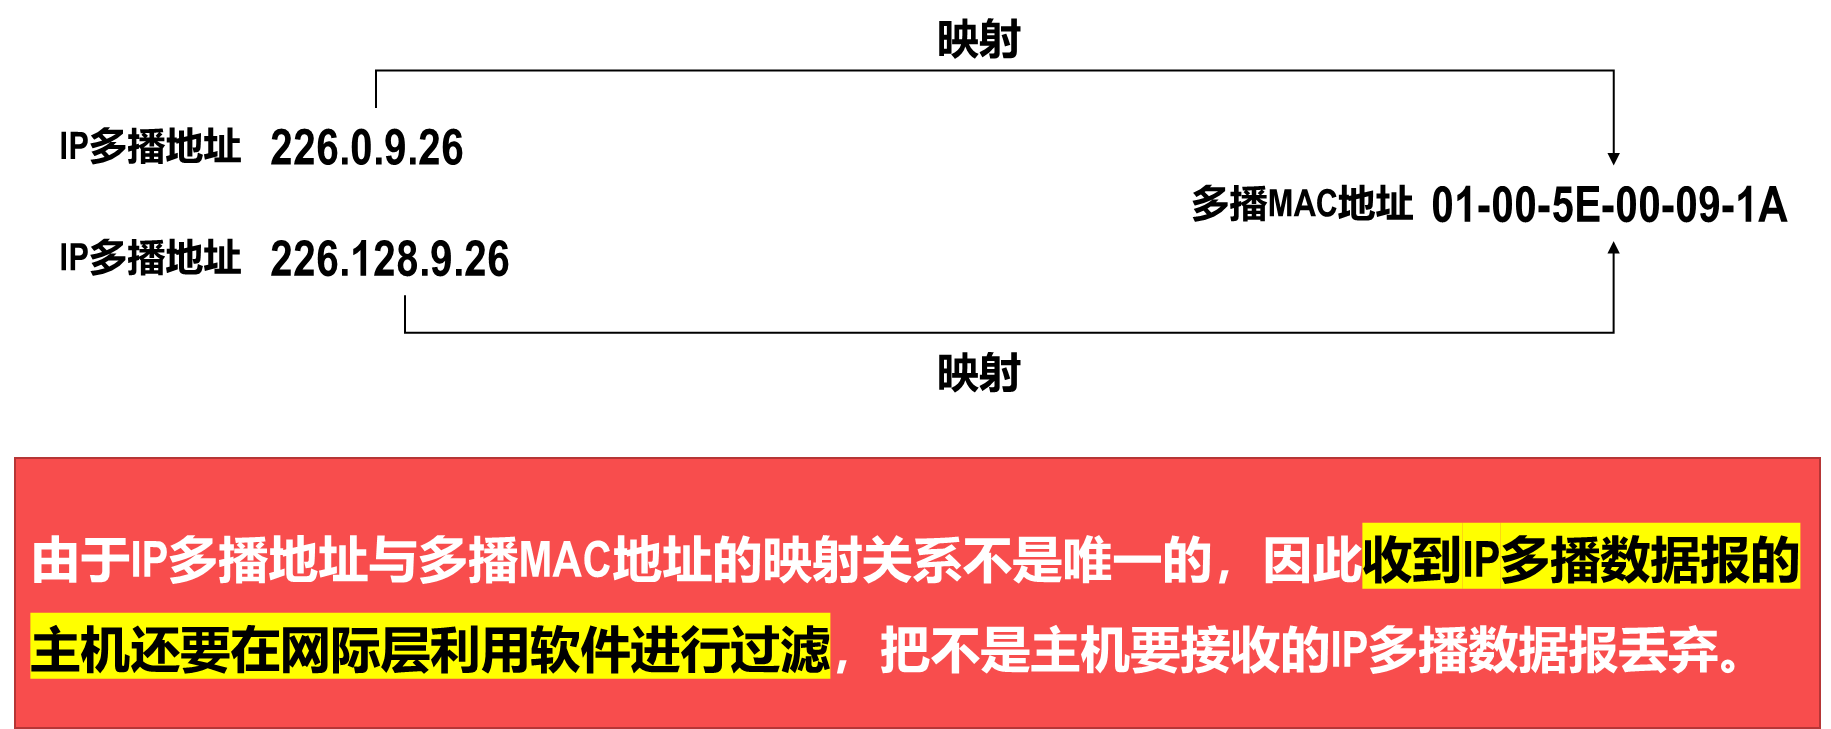 映射
IP多播地址 226.0.9.26
多播MAC地址 01-00-5E-00-09-1A
IP多播地址 226.128.9.26
映射
由于IP多播地址与多播MAC地址的映射关系不是唯一的，因此收到IP多播数据报的
主机还要在网际层利用软件进行过滤，把不是主机要接收的IP多播数据报丢弃。